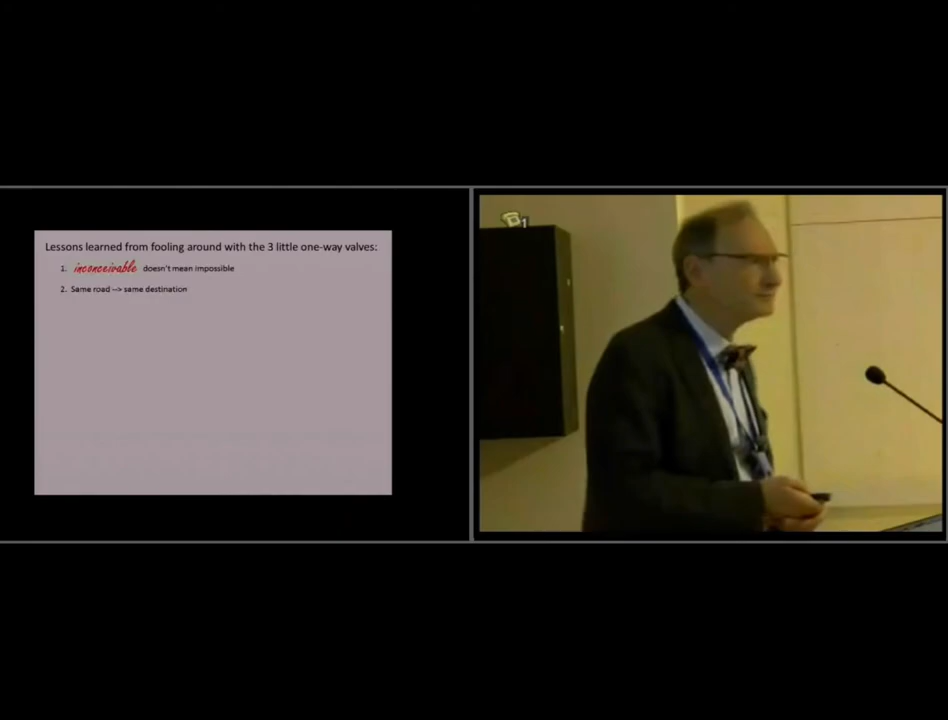 Lessons learned from fooling around with the 3 little one-way valves:
1. inconceivable doesn't mean impossible
2. Same road --> same destination
1